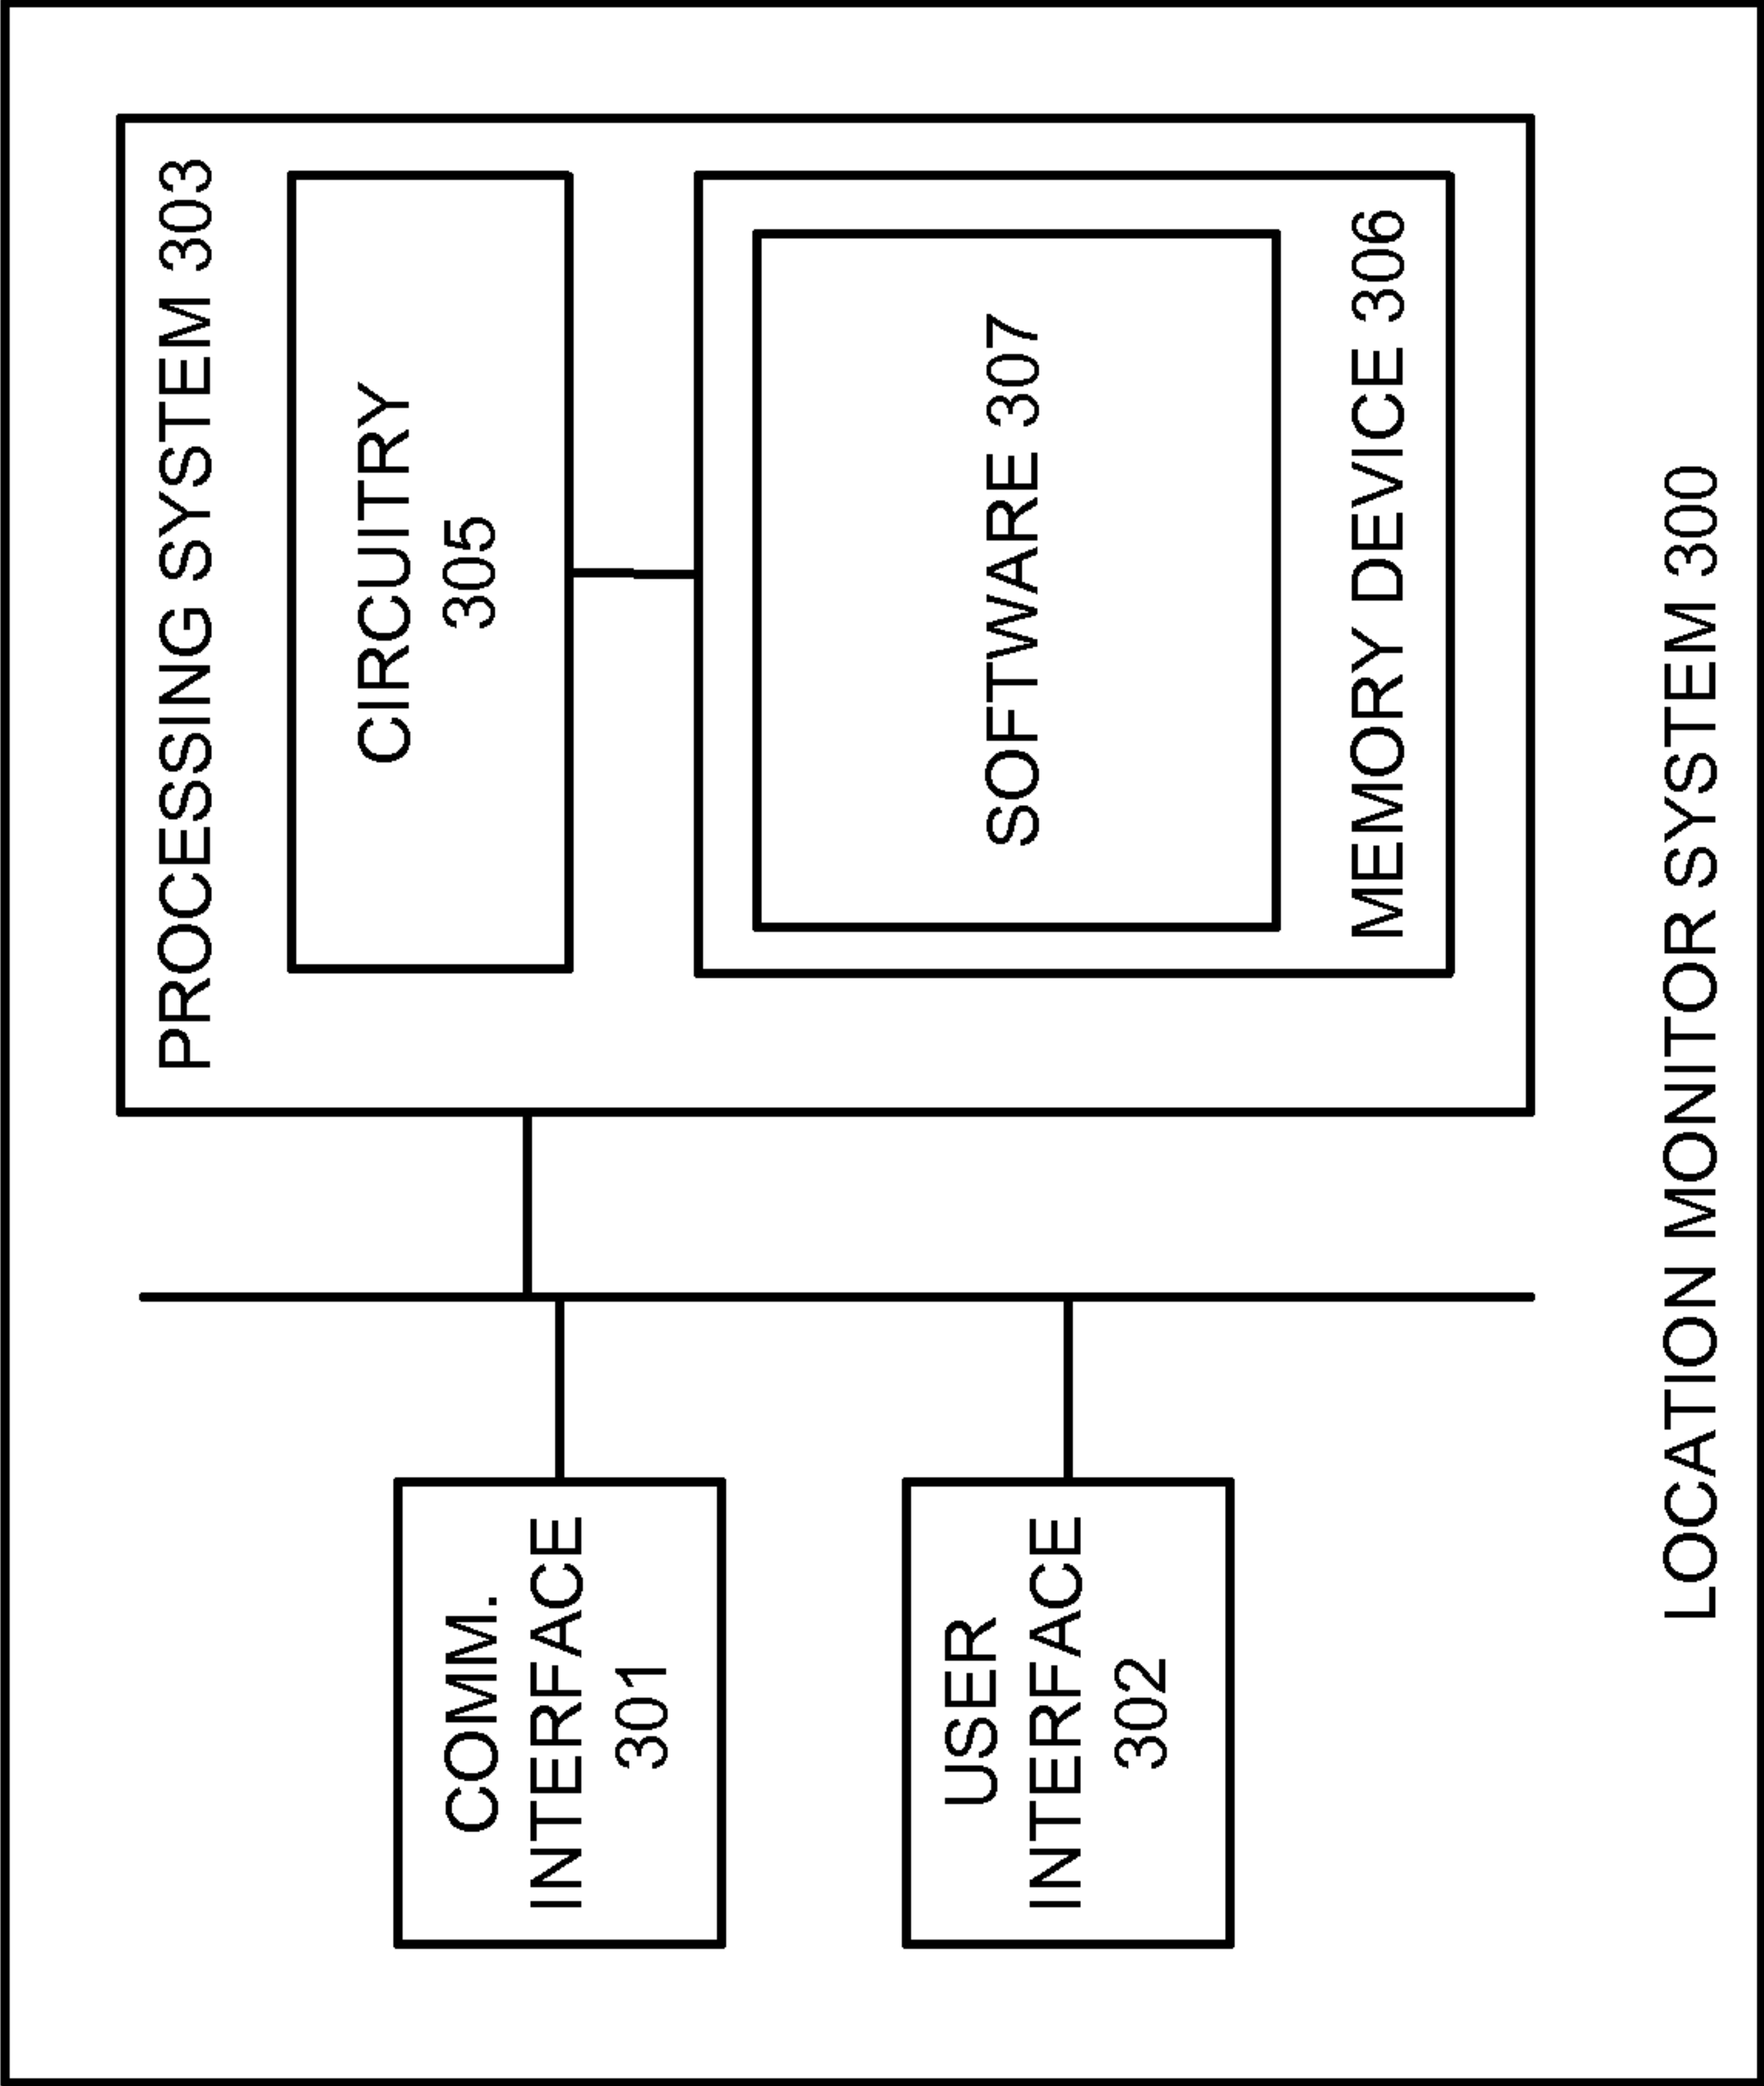 COMM.
INTERFACE
301
USER
INTERFACE
302
PROCESSING SYSTEM 303
CIRCUITRY
305
SOFTWARE 307
MEMORY DEVICE 306
LOCATION MONITOR SYSTEM 300